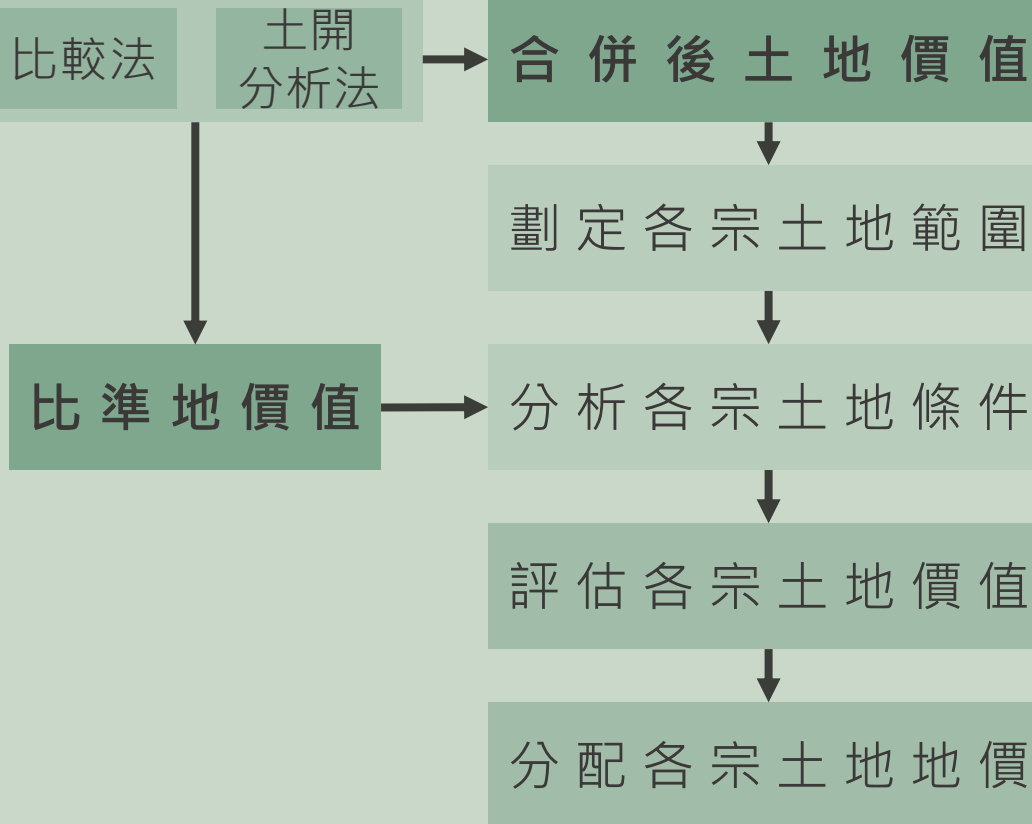 比較法
土開
分析法
合併後土地價值
劃定各宗土地範圍
比準地價值
分析各宗土地條件
評估各宗土地價值
分配各宗土地地價